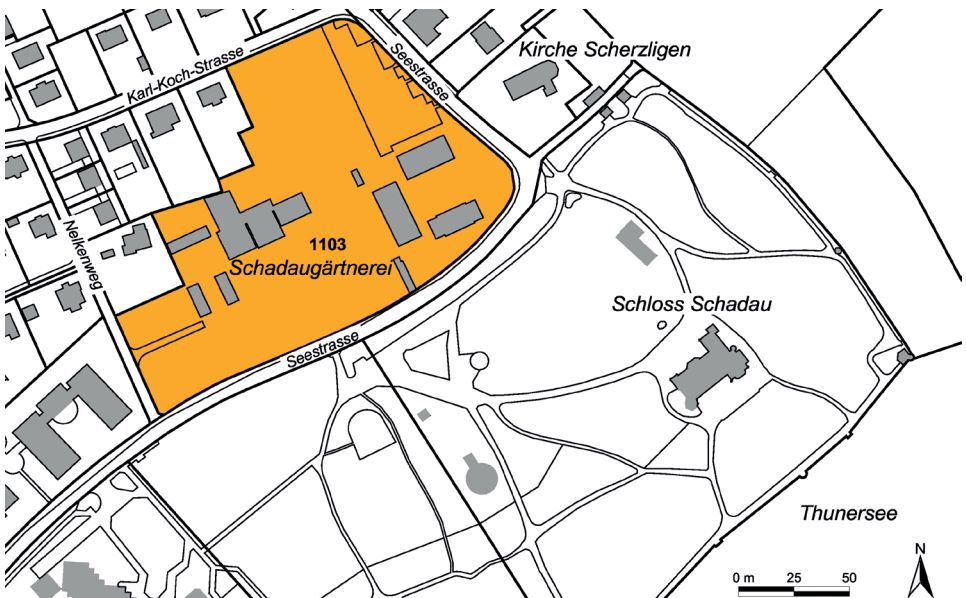 Kirche Scherzligen
Karl-Koch-Strasse
Seestrasse
Nelkenweg
1103
Schadaugärtnerei
Schloss Schadau
Seestrasse
Thunersee
N
0 m 25 50